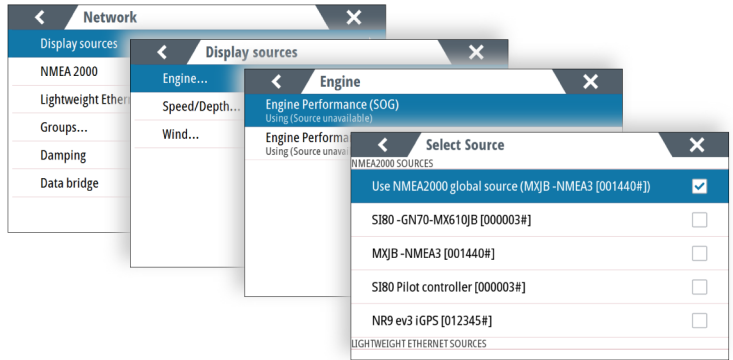 Network
Display sources
NMEA 2000
Lightweight Ether
Groups...
Damping
Data bridge
Display sources
Engine...
Speed/Depth...
Wind...
Engine
Engine Performance (SOG)
Using (Source unavailable)
Engine Performa
Using (Source unavai
Select Source
NMEA2000 SOURCES
Use NMEA2000 global source (MXJB -NMEA3 [001440#])
SI80 -GN70-MX610JB [000003#]
MXJB -NMEA3 [001440#]
SI80 Pilot controller [000003#]
NR9 ev3 iGPS [012345#]
LIGHTWEIGHT ETHERNET SOURCES